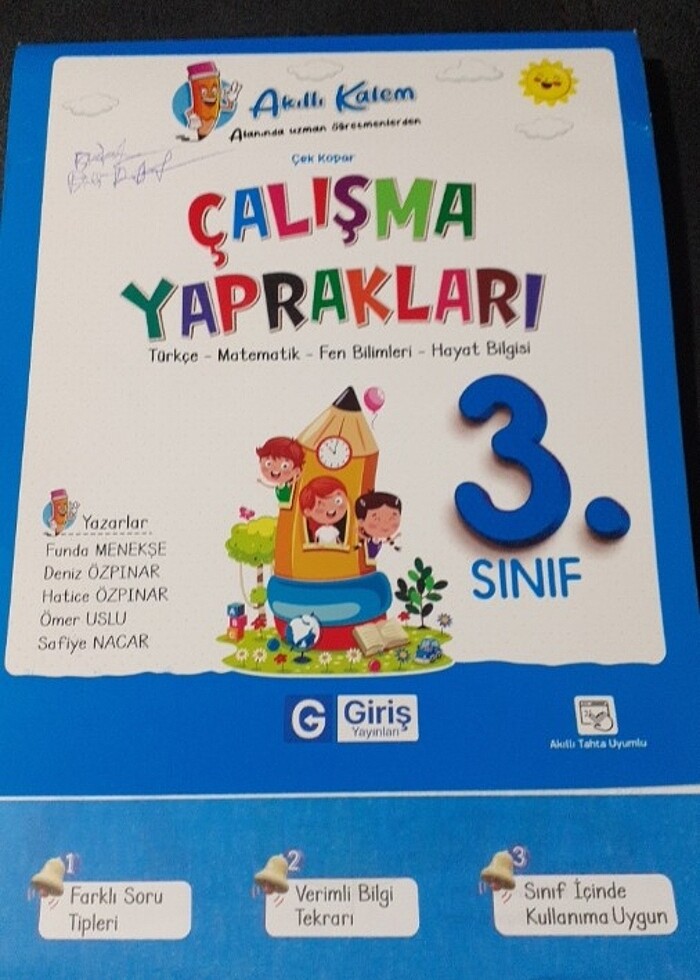 Akıllı Kalem
Alanında uzman öğretmenlerden
Çek Kopar
ÇALIŞMA
YAPRAKLARI
Türkçe - Matematik - Fen Bilimleri - Hayat Bilgisi
3.
SINIF
Yazarlar
Funda MENEKŞE
Deniz ÖZPINAR
Hatice ÖZPINAR
Ömer USLU
Safiye NACAR
G Giriş
Yayınları
Akıllı Tahta Uyumlu
1
Farklı Soru
Tipleri
2
Verimli Bilgi
Tekrarı
3
Sınıf İçinde
Kullanıma Uygun